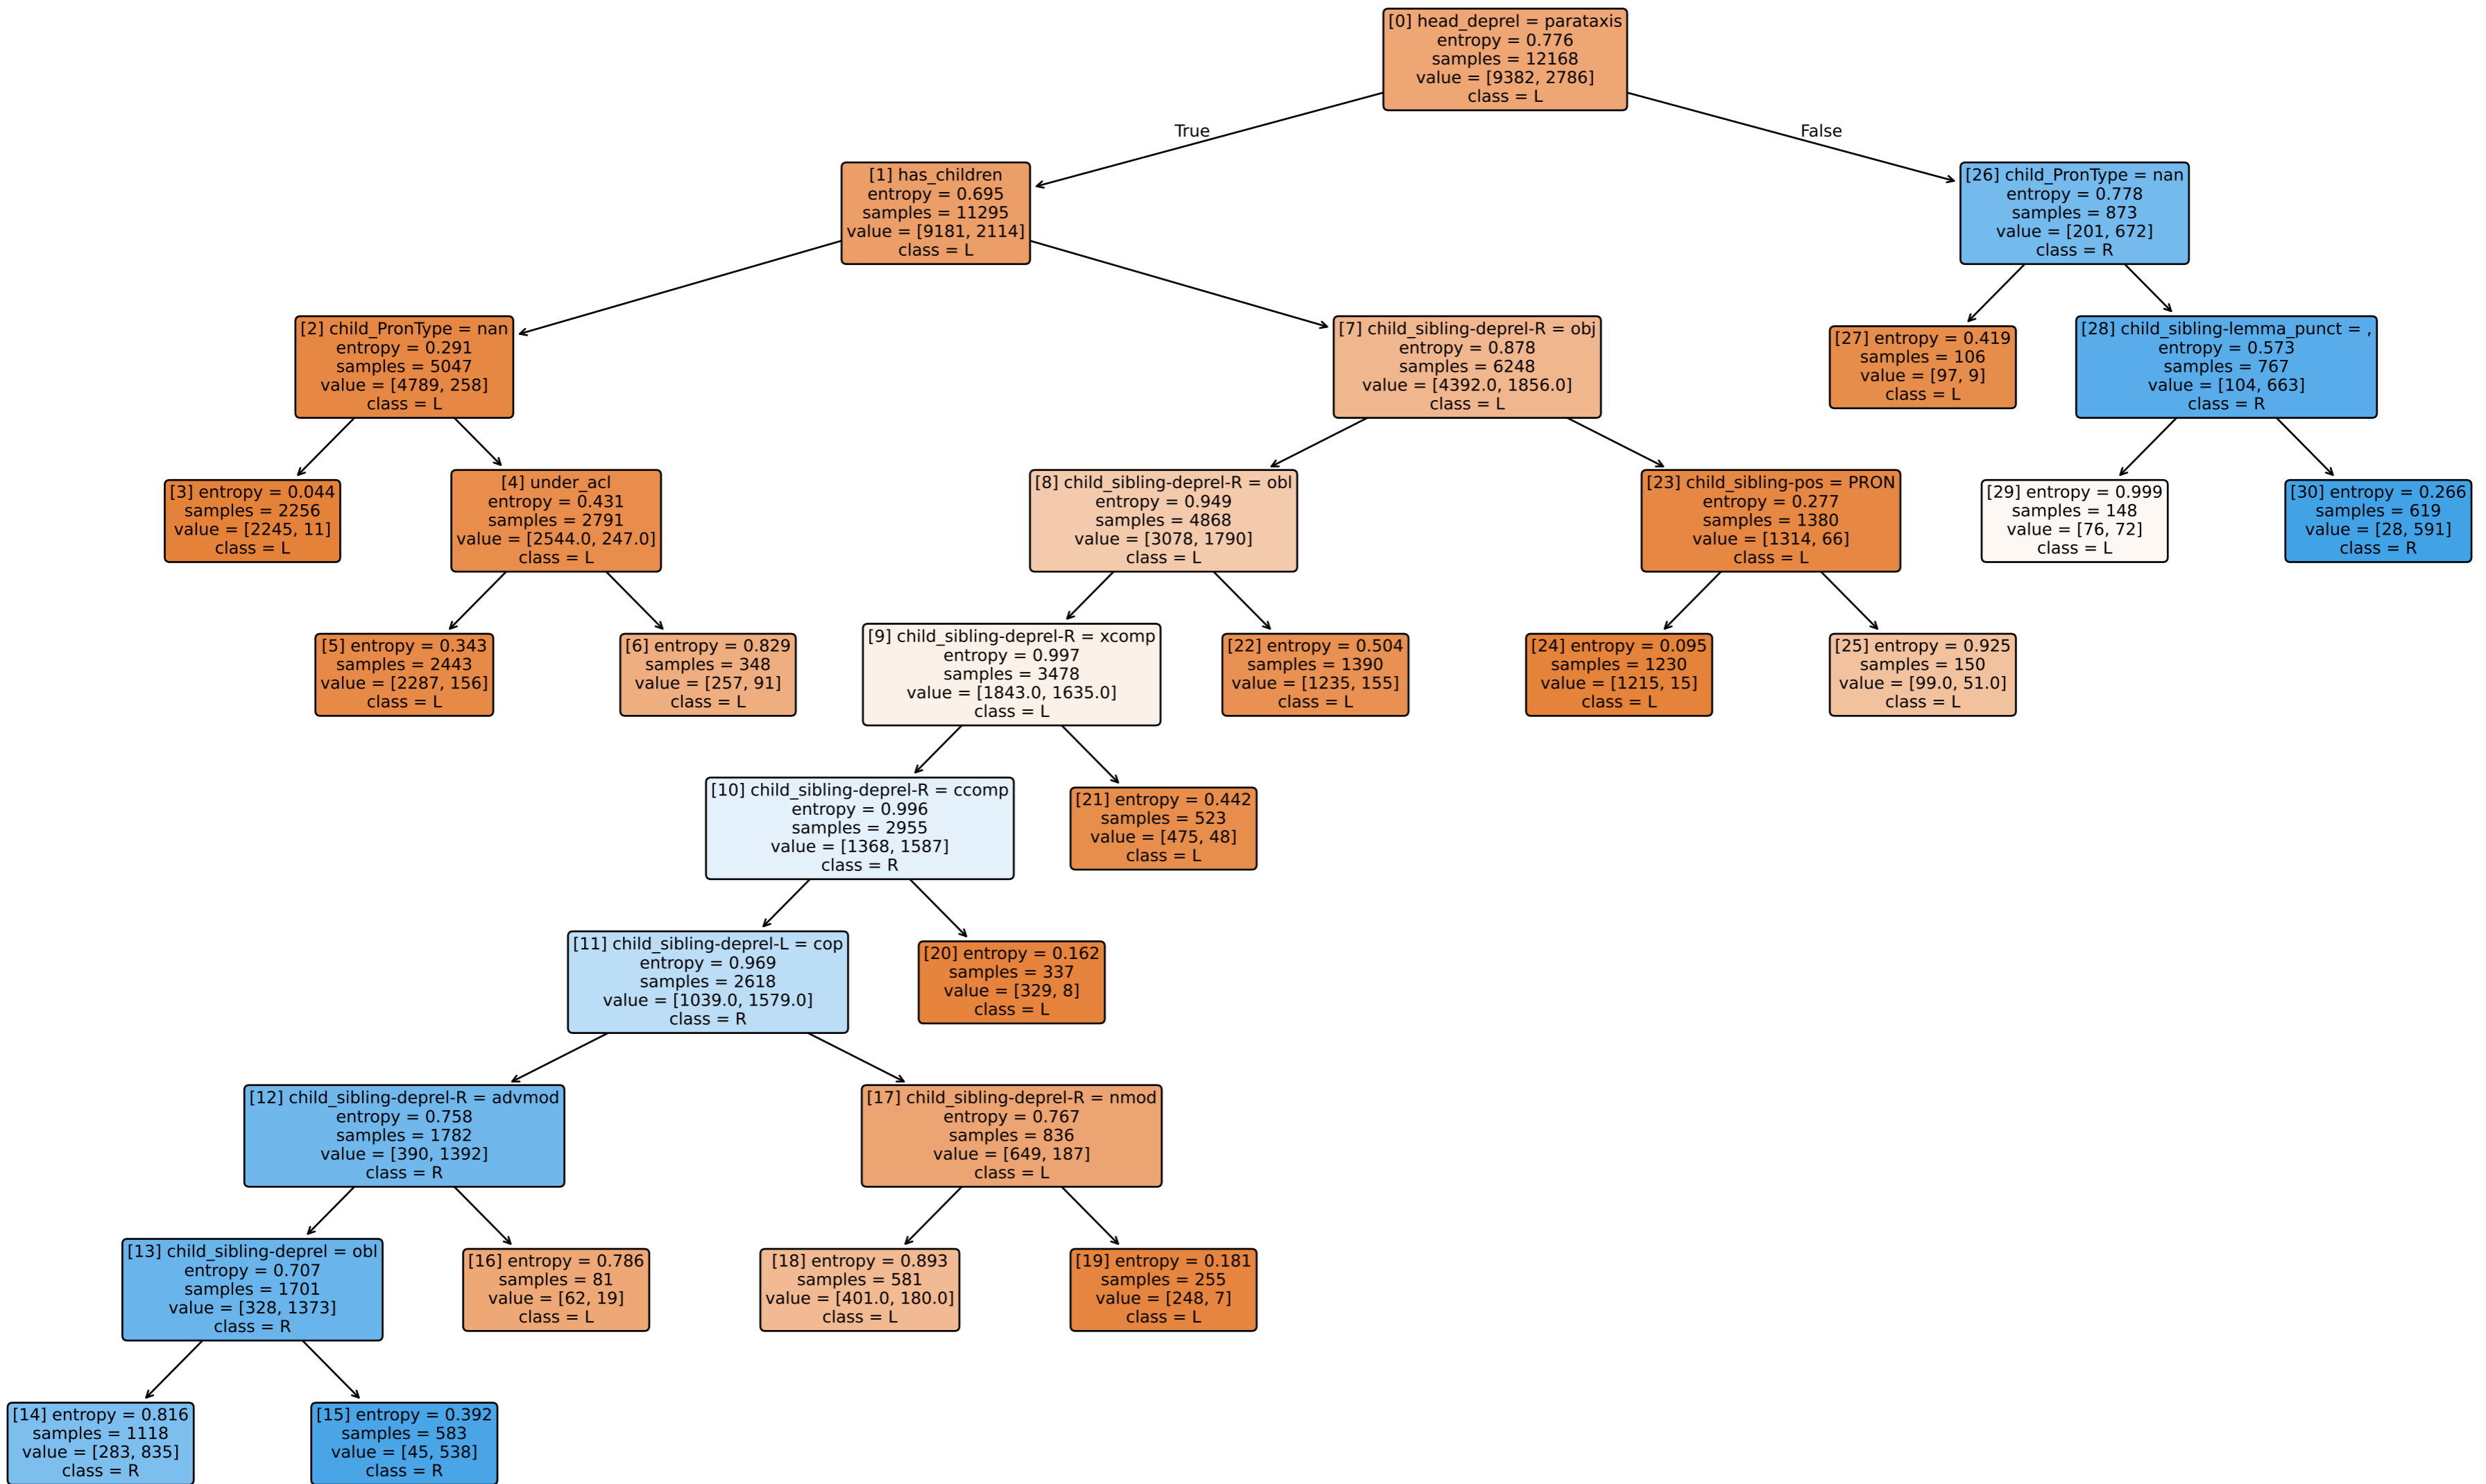 [0] head_deprel = parataxis
entropy = 0.776
samples = 12168
value = [9382, 2786]
class = L
True
False
[1] has_children
entropy = 0.695
samples = 11295
value = [9181, 2114]
class = L
[26] child_PronType = nan
entropy = 0.778
samples = 873
value = [201, 672]
class = R
[2] child_PronType = nan
entropy = 0.291
samples = 5047
value = [4789, 258]
class = L
[7] child_sibling-deprel-R = obj
entropy = 0.878
samples = 6248
value = [4392.0, 1856.0]
class = L
[27] entropy = 0.419
samples = 106
value = [97, 9]
class = L
[28] child_sibling-lemma_punct = ,
entropy = 0.573
samples = 767
value = [104, 663]
class = R
[3] entropy = 0.044
samples = 2256
value = [2245, 11]
class = L
[4] under_acl
entropy = 0.431
samples = 2791
value = [2544.0, 247.0]
class = L
[8] child_sibling-deprel-R = obl
entropy = 0.949
samples = 4868
value = [3078, 1790]
class = L
[23] child_sibling-pos = PRON
entropy = 0.277
samples = 1380
value = [1314, 66]
class = L
[29] entropy = 0.999
samples = 148
value = [76, 72]
class = L
[30] entropy = 0.266
samples = 619
value = [28, 591]
class = R
[5] entropy = 0.343
samples = 2443
value = [2287, 156]
class = L
[6] entropy = 0.829
samples = 348
value = [257, 91]
class = L
[9] child_sibling-deprel-R = xcomp
entropy = 0.997
samples = 3478
value = [1843.0, 1635.0]
class = L
[22] entropy = 0.504
samples = 1390
value = [1235, 155]
class = L
[24] entropy = 0.095
samples = 1230
value = [1215, 15]
class = L
[25] entropy = 0.925
samples = 150
value = [99.0, 51.0]
class = L
[10] child_sibling-deprel-R = ccomp
entropy = 0.996
samples = 2955
value = [1368, 1587]
class = R
[21] entropy = 0.442
samples = 523
value = [475, 48]
class = L
[11] child_sibling-deprel-L = cop
entropy = 0.969
samples = 2618
value = [1039.0, 1579.0]
class = R
[20] entropy = 0.162
samples = 337
value = [329, 8]
class = L
[12] child_sibling-deprel-R = advmod
entropy = 0.758
samples = 1782
value = [390, 1392]
class = R
[17] child_sibling-deprel-R = nmod
entropy = 0.767
samples = 836
value = [649, 187]
class = L
[13] child_sibling-deprel = obl
entropy = 0.707
samples = 1701
value = [328, 1373]
class = R
[16] entropy = 0.786
samples = 81
value = [62, 19]
class = L
[18] entropy = 0.893
samples = 581
value = [401.0, 180.0]
class = L
[19] entropy = 0.181
samples = 255
value = [248, 7]
class = L
[14] entropy = 0.816
samples = 1118
value = [283, 835]
class = R
[15] entropy = 0.392
samples = 583
value = [45, 538]
class = R